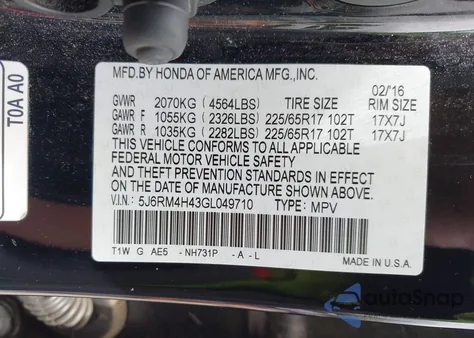 T0A A0
MFD.BY HONDA OF AMERICA MFG.,INC.
02/16
GVWR 2070KG (4564LBS) TIRE SIZE RIM SIZE
GAWR F 1055KG (2326LBS) 225/65R17 102T 17X7J
GAWR R 1035KG (2282LBS) 225/65R17 102T 17X7J
THIS VEHICLE CONFORMS TO ALL APPLICABLE
FEDERAL MOTOR VEHICLE SAFETY
AND THEFT PREVENTION STANDARDS IN EFFECT
ON THE DATE OF MANUFACTURE SHOWN ABOVE.
V.I.N.: 5J6RM4H43GL049710 TYPE: MPV
T1W G AE5 -NH731P -A-L MADE IN U.S.A.
autoSnap